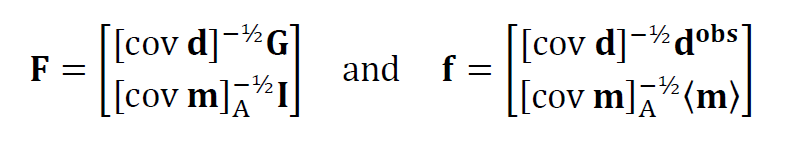 F = [[cov d]^{-½}G; [cov m]_A^{-½}I] and f = [[cov d]^{-½}d^{obs}; [cov m]_A^{-½}⟨m⟩]